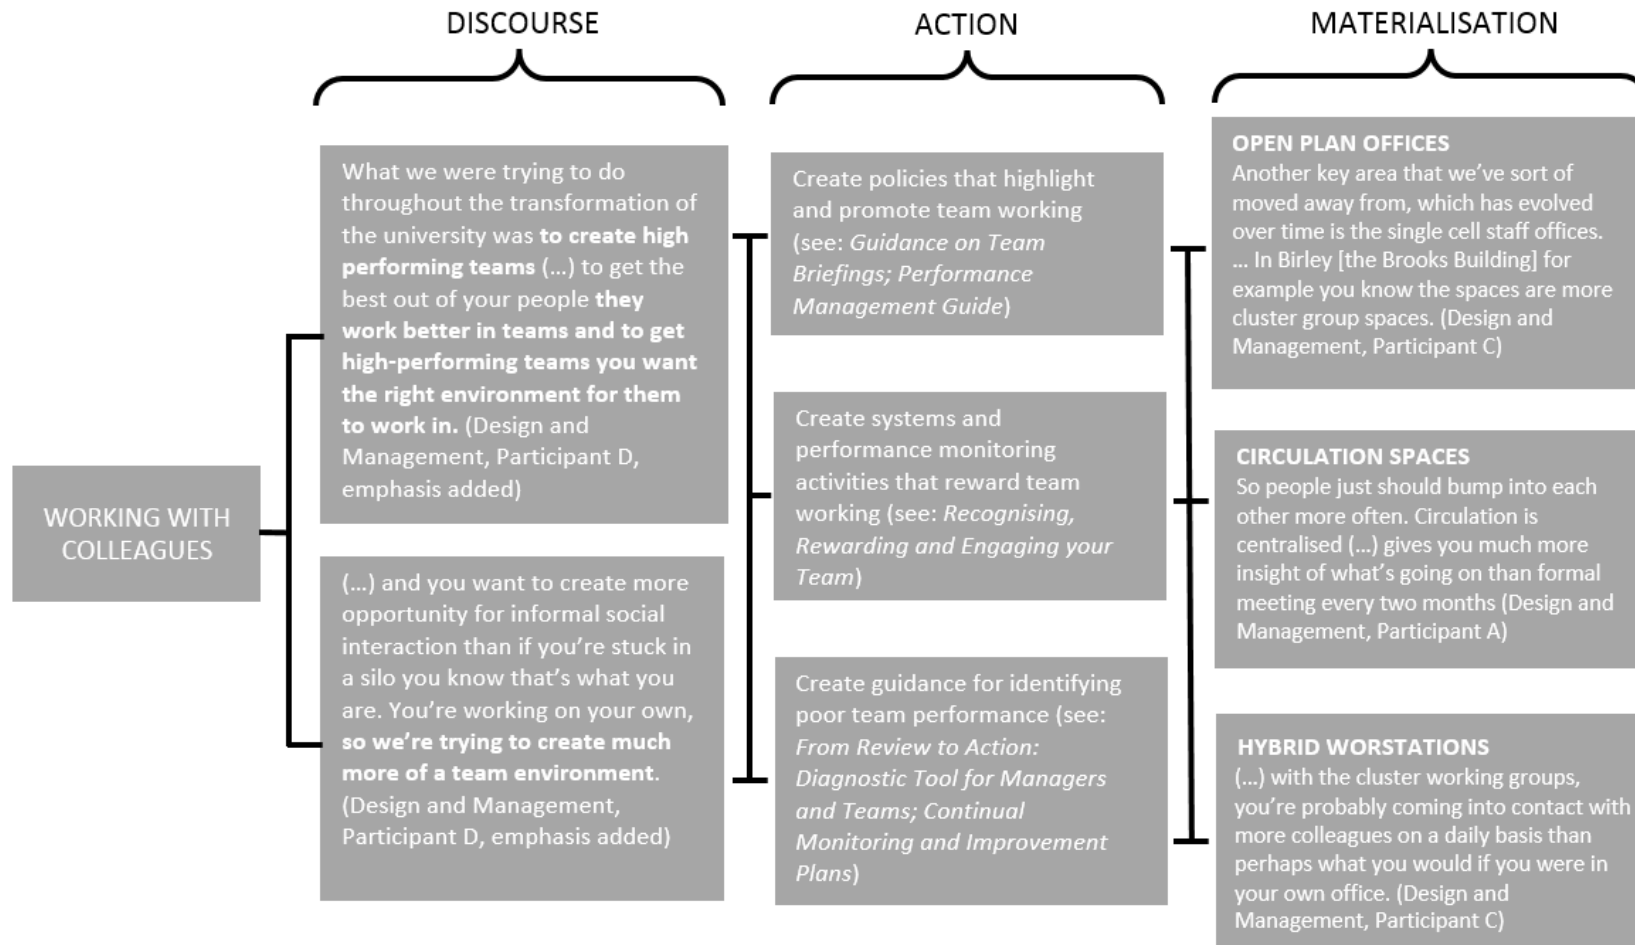 DISCOURSE
ACTION
MATERIALISATION
WORKING WITH
COLLEAGUES
What we were trying to do
throughout the transformation of
the university was to create high
performing teams (...) to get the
best out of your people they
work better in teams and to get
high-performing teams you want
the right environment for them
to work in. (Design and
Management, Participant D,
emphasis added)
(...) and you want to create more
opportunity for informal social
interaction than if you’re stuck in
a silo you know that’s what you
are. You’re working on your own,
so we’re trying to create much
more of a team environment.
(Design and Management,
Participant D, emphasis added)
Create policies that highlight
and promote team working
(see: Guidance on Team
Briefings; Performance
Management Guide)
Create systems and
performance monitoring
activities that reward team
working (see: Recognising,
Rewarding and Engaging your
Team)
Create guidance for identifying
poor team performance (see:
From Review to Action:
Diagnostic Tool for Managers
and Teams; Continual
Monitoring and Improvement
Plans)
OPEN PLAN OFFICES
Another key area that we’ve sort of
moved away from, which has evolved
over time is the single cell staff offices.
... In Birley [the Brooks Building] for
example you know the spaces are more
cluster group spaces. (Design and
Management, Participant C)
CIRCULATION SPACES
So people just should bump into each
other more often. Circulation is
centralised (...) gives you much more
insight of what’s going on than formal
meeting every two months (Design and
Management, Participant A)
HYBRID WORSTATIONS
(...) with the cluster working groups,
you’re probably coming into contact with
more colleagues on a daily basis than
perhaps what you would if you were in
your own office. (Design and
Management, Participant C)